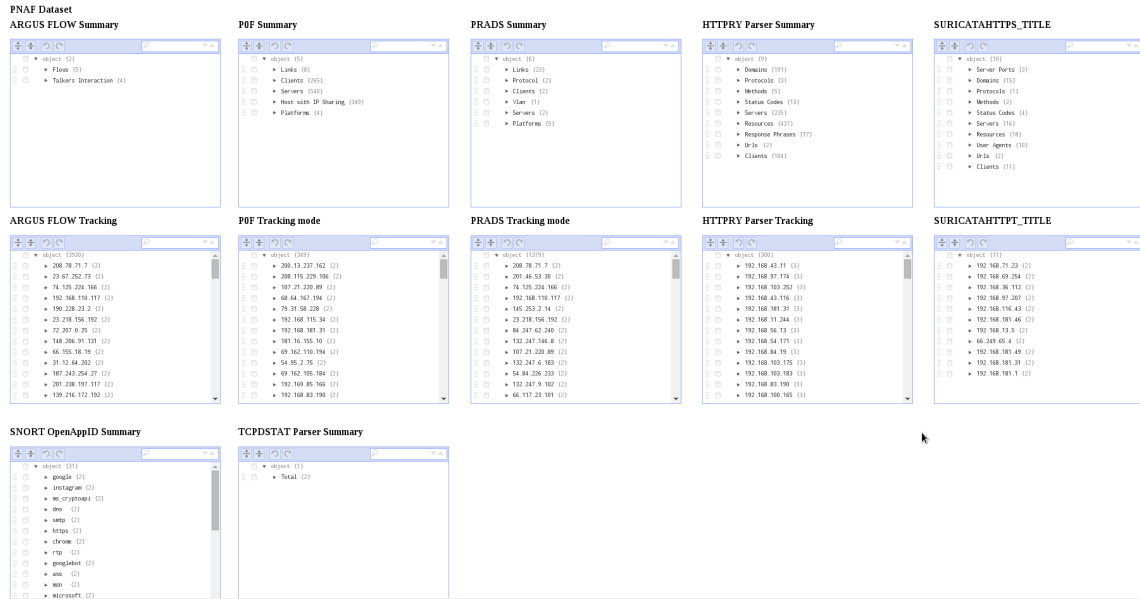 PNAF Dataset
ARGUS FLOW Summary
object {2}
Flows {5}
Talkers Interaction {4}
P0F Summary
object {5}
Links {8}
Clients {265}
Servers {540}
Host with IP Sharing {349}
Platforms {4}
PRADS Summary
object {6}
Links {23}
Protocol {2}
Clients {2}
Vlan {1}
Servers {2}
Platforms {5}
HTTPRY Parser Summary
object {9}
Domains {191}
Protocols {3}
Methods {5}
Status Codes {13}
Servers {225}
Resources {437}
Response Phrases {17}
Urls {2}
Clients {104}
SURICATAHTTPS_TITLE
object {10}
Server Ports {3}
Domains {15}
Protocols {1}
Methods {2}
Status Codes {4}
Servers {16}
Resources {18}
User Agents {10}
Urls {2}
Clients {11}
ARGUS FLOW Tracking
object {3920}
208.78.71.7 {2}
23.67.252.73 {2}
74.125.224.166 {2}
192.168.110.117 {2}
190.228.23.2 {2}
23.218.156.192 {2}
72.207.0.25 {2}
148.206.91.131 {2}
66.155.18.19 {2}
31.12.64.202 {2}
187.243.254.27 {2}
201.238.197.117 {2}
139.216.172.192 {2}
P0F Tracking mode
object {349}
200.13.237.162 {2}
208.115.229.106 {2}
107.21.220.89 {2}
68.64.167.194 {2}
79.31.58.228 {2}
192.168.115.34 {2}
192.168.181.31 {2}
181.16.155.10 {2}
69.162.110.194 {2}
54.95.2.75 {2}
69.162.105.184 {2}
192.169.85.166 {2}
192.168.83.190 {2}
PRADS Tracking mode
object {1379}
208.78.71.7 {2}
201.46.53.30 {2}
74.125.224.166 {2}
192.168.110.117 {2}
145.253.2.14 {2}
23.218.156.192 {2}
84.247.62.240 {2}
132.247.146.8 {2}
107.21.220.89 {2}
132.247.6.183 {2}
54.84.226.233 {2}
132.247.9.102 {2}
66.117.23.101 {2}
HTTPRY Parser Tracking
object {300}
192.168.43.11 {3}
192.168.97.174 {3}
192.168.103.252 {3}
192.168.43.116 {3}
192.168.181.31 {3}
192.168.11.244 {3}
192.168.56.13 {3}
192.168.54.171 {3}
192.168.84.19 {3}
192.168.103.175 {3}
192.168.103.183 {3}
192.168.83.190 {3}
192.168.100.165 {3}
SURICATAHTTPT_TITLE
object {11}
192.168.71.23 {2}
192.168.69.254 {2}
192.168.36.112 {2}
192.168.97.207 {2}
192.168.116.43 {2}
192.168.181.46 {2}
192.168.13.5 {2}
66.249.65.4 {2}
192.168.181.49 {2}
192.168.181.31 {2}
192.168.181.1 {2}
SNORT OpenAppID Summary
object {31}
google {2}
instagram {2}
ms_cryptoapi {2}
dns {2}
smtp {2}
https {2}
chrome {2}
rtp {2}
googlebot {2}
ans {2}
msn {2}
microsoft {2}
TCPDSTAT Parser Summary
object {1}
Total {2}